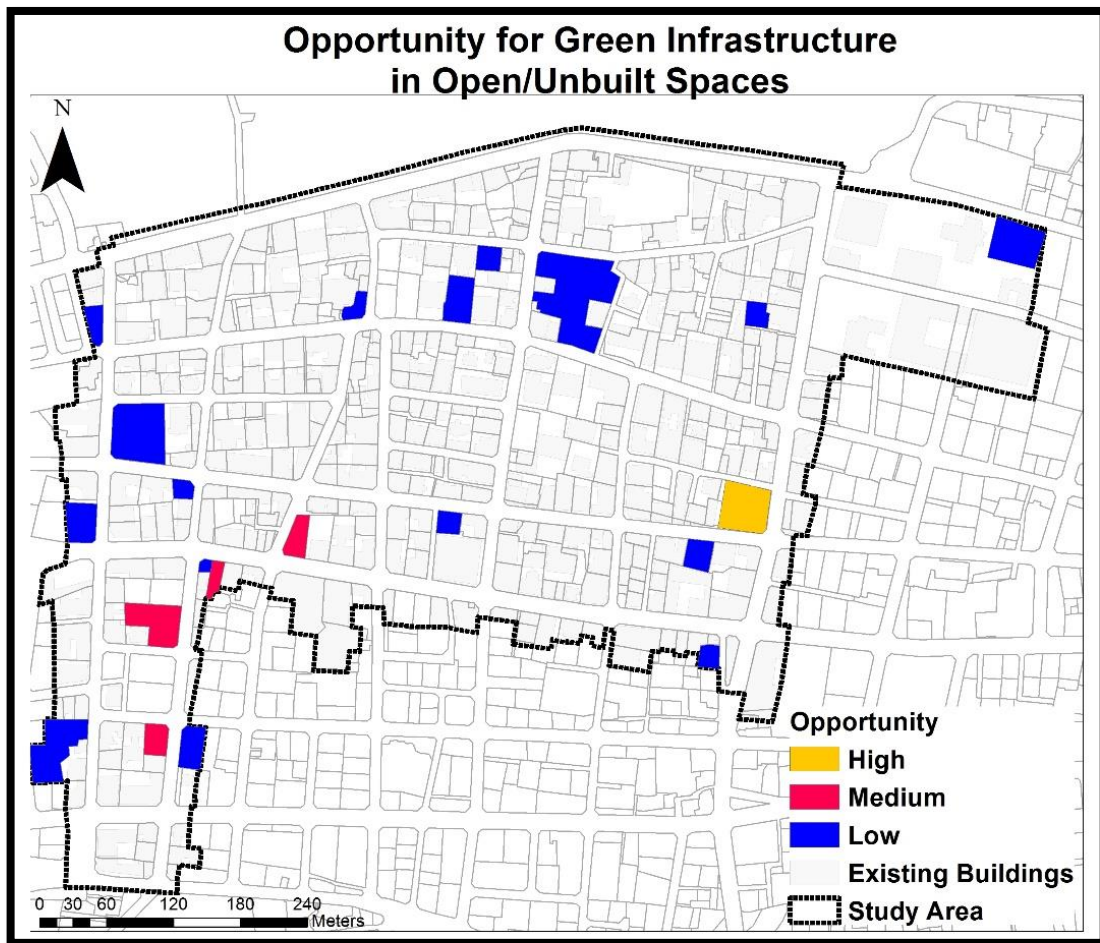 Opportunity for Green Infrastructure
in Open/Unbuilt Spaces
N
Opportunity
High
Medium
Low
Existing Buildings
Study Area
0 30 60 120 180 240
Meters